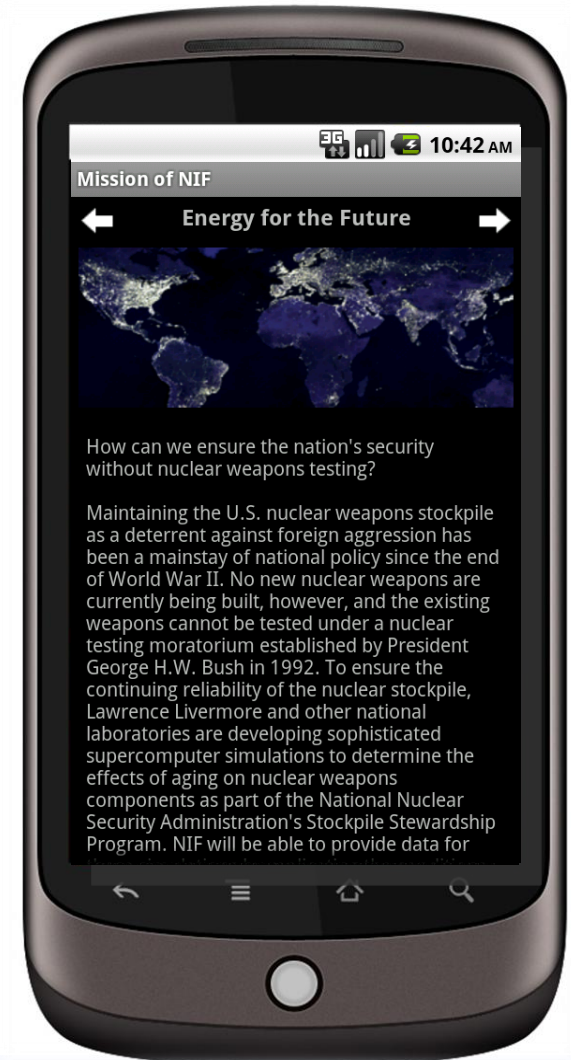 3G 10:42 AM
Mission of NIF
Energy for the Future
How can we ensure the nation's security
without nuclear weapons testing?
Maintaining the U.S. nuclear weapons stockpile
as a deterrent against foreign aggression has
been a mainstay of national policy since the end
of World War II. No new nuclear weapons are
currently being built, however, and the existing
weapons cannot be tested under a nuclear
testing moratorium established by President
George H.W. Bush in 1992. To ensure the
continuing reliability of the nuclear stockpile,
Lawrence Livermore and other national
laboratories are developing sophisticated
supercomputer simulations to determine the
effects of aging on nuclear weapons
components as part of the National Nuclear
Security Administration's Stockpile Stewardship
Program. NIF will be able to provide data for